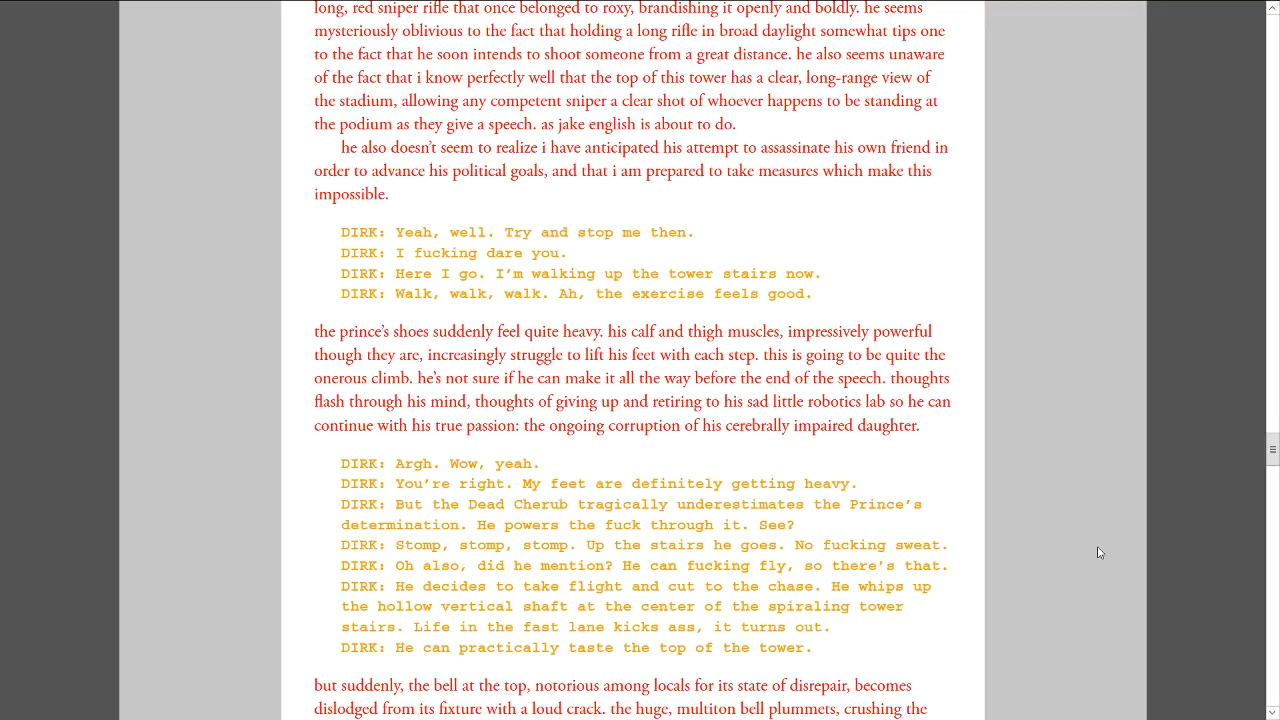 long, red sniper rifle that once belonged to roxy, brandishing it openly and boldly. he seems
mysteriously oblivious to the fact that holding a long rifle in broad daylight somewhat tips one
to the fact that he soon intends to shoot someone from a great distance. he also seems unaware
of the fact that i know perfectly well that the top of this tower has a clear, long-range view of
the stadium, allowing any competent sniper a clear shot of whoever happens to be standing at
the podium as they give a speech. as jake english is about to do.
he also doesn't seem to realize i have anticipated his attempt to assassinate his own friend in
order to advance his political goals, and that i am prepared to take measures which make this
impossible.
DIRK: Yeah, well. Try and stop me then.
DIRK: I fucking dare you.
DIRK: Here I go. I'm walking up the tower stairs now.
DIRK: Walk, walk, walk. Ah, the exercise feels good.
the prince's shoes suddenly feel quite heavy. his calf and thigh muscles, impressively powerful
though they are, increasingly struggle to lift his feet with each step. this is going to be quite the
onerous climb. he's not sure if he can make it all the way before the end of the speech. thoughts
flash through his mind, thoughts of giving up and retiring to his sad little robotics lab so he can
continue with his true passion: the ongoing corruption of his cerebrally impaired daughter.
DIRK: Argh. Wow, yeah.
DIRK: You're right. My feet are definitely getting heavy.
DIRK: But the Dead Cherub tragically underestimates the Prince's
determination. He powers the fuck through it. See?
DIRK: Stomp, stomp, stomp. Up the stairs he goes. No fucking sweat.
DIRK: Oh also, did he mention? He can fucking fly, so there's that.
DIRK: He decides to take flight and cut to the chase. He whips up
the hollow vertical shaft at the center of the spiraling tower
stairs. Life in the fast lane kicks ass, it turns out.
DIRK: He can practically taste the top of the tower.
but suddenly, the bell at the top, notorious among locals for its state of disrepair, becomes
dislodged from its fixture with a loud crack. the huge, multiton bell plummets, crushing the